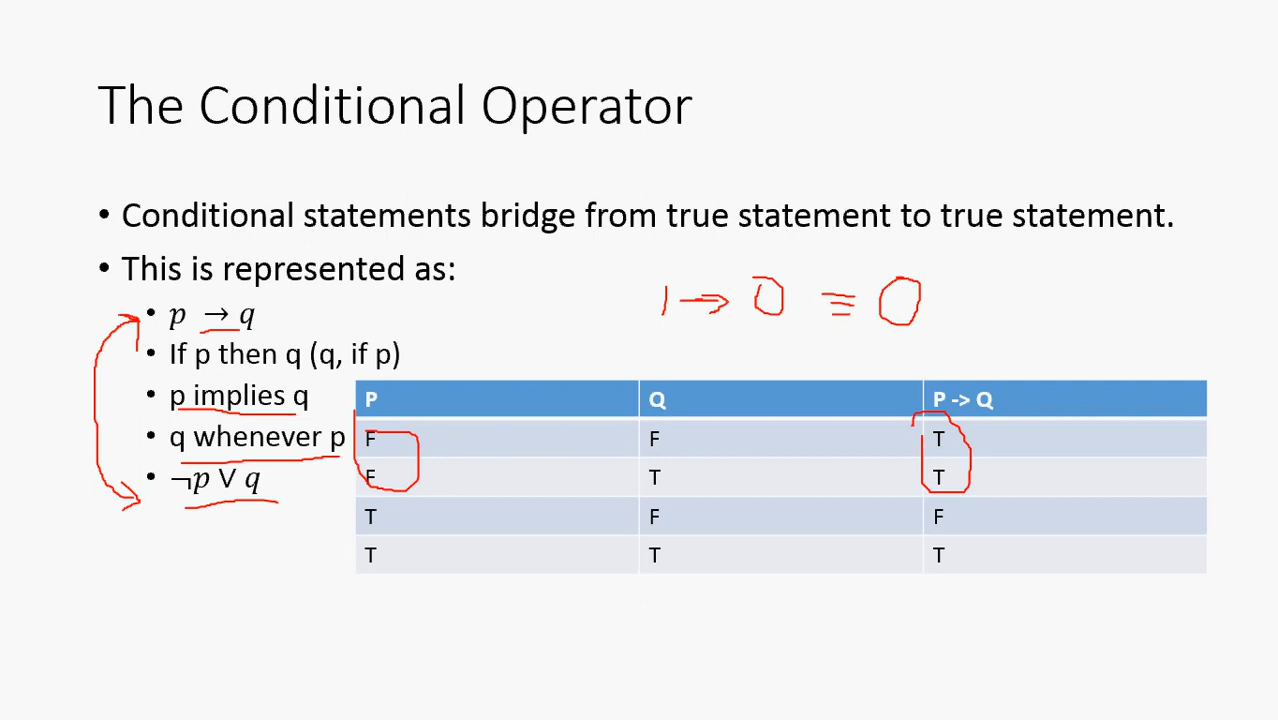 The Conditional Operator
• Conditional statements bridge from true statement to true statement.
• This is represented as:
1 → 0 ≡ 0
• p → q
• If p then q (q, if p)
• p implies q
• q whenever p
• ¬p ∨ q
P Q P -> Q
F F T
F T T
T F F
T T T